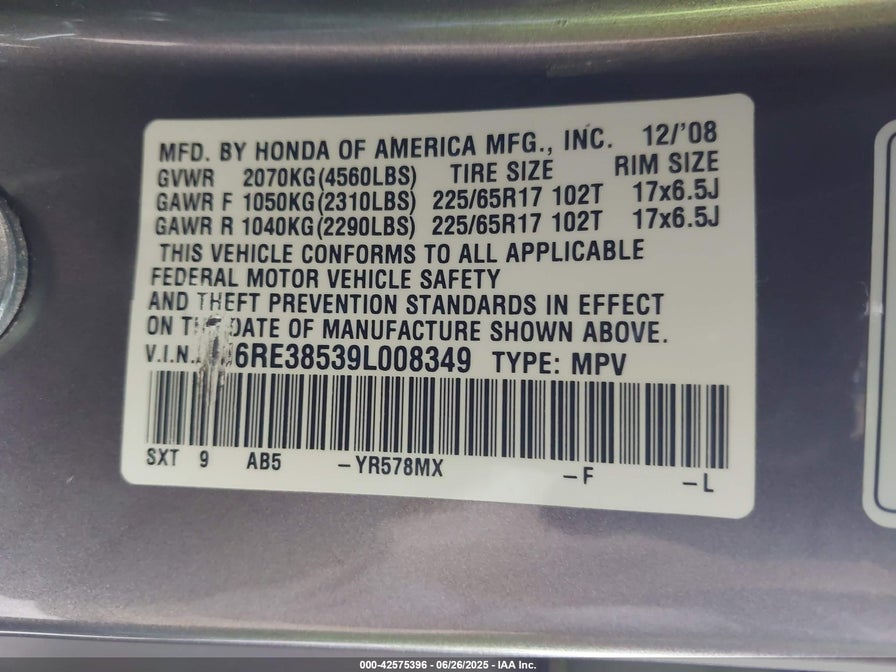 MFD. BY HONDA OF AMERICA MFG., INC. 12/'08
GVWR 2070KG(4560LBS) TIRE SIZE RIM SIZE
GAWR F 1050KG(2310LBS) 225/65R17 102T 17x6.5J
GAWR R 1040KG(2290LBS) 225/65R17 102T 17x6.5J
THIS VEHICLE CONFORMS TO ALL APPLICABLE
FEDERAL MOTOR VEHICLE SAFETY
AND THEFT PREVENTION STANDARDS IN EFFECT
ON THE DATE OF MANUFACTURE SHOWN ABOVE.
V.I.N. 6RE38539L008349 TYPE: MPV
SXT 9 AB5 -YR578MX -F -L
000-42575396 - 06/26/2025 - IAA Inc.